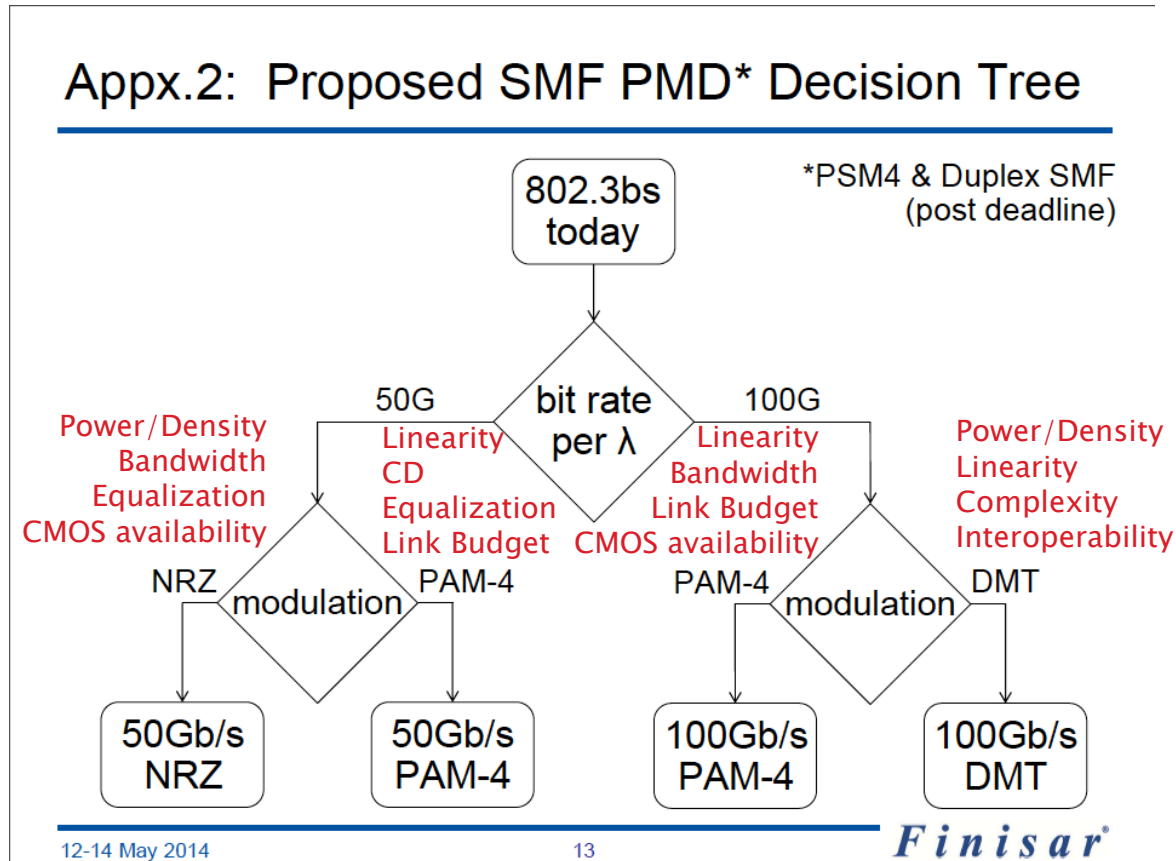 Appx.2: Proposed SMF PMD* Decision Tree
*PSM4 & Duplex SMF
(post deadline)
802.3bs
today
bit rate
per λ
50G
100G
Power/Density
Bandwidth
Equalization
CMOS availability
Linearity
CD
Equalization
Link Budget
Linearity
Bandwidth
Link Budget
CMOS availability
Power/Density
Linearity
Complexity
Interoperability
NRZ
modulation
PAM-4
PAM-4
modulation
DMT
50Gb/s
NRZ
50Gb/s
PAM-4
100Gb/s
PAM-4
100Gb/s
DMT
12-14 May 2014
13
Finisar®